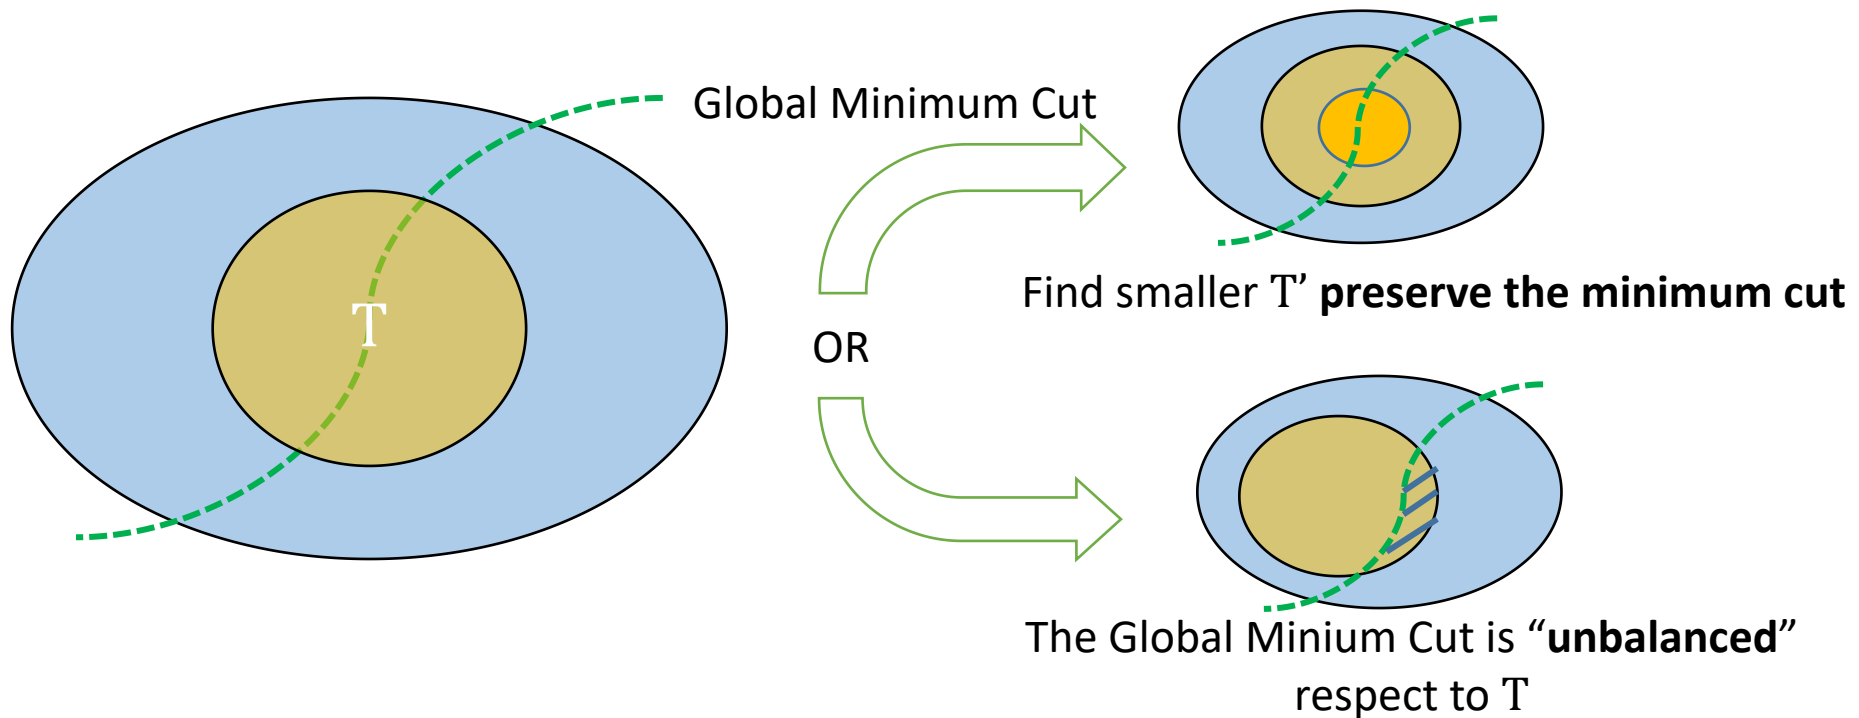 Global Minimum Cut
T
OR
Find smaller T’ preserve the minimum cut
The Global Minium Cut is “unbalanced”
respect to T